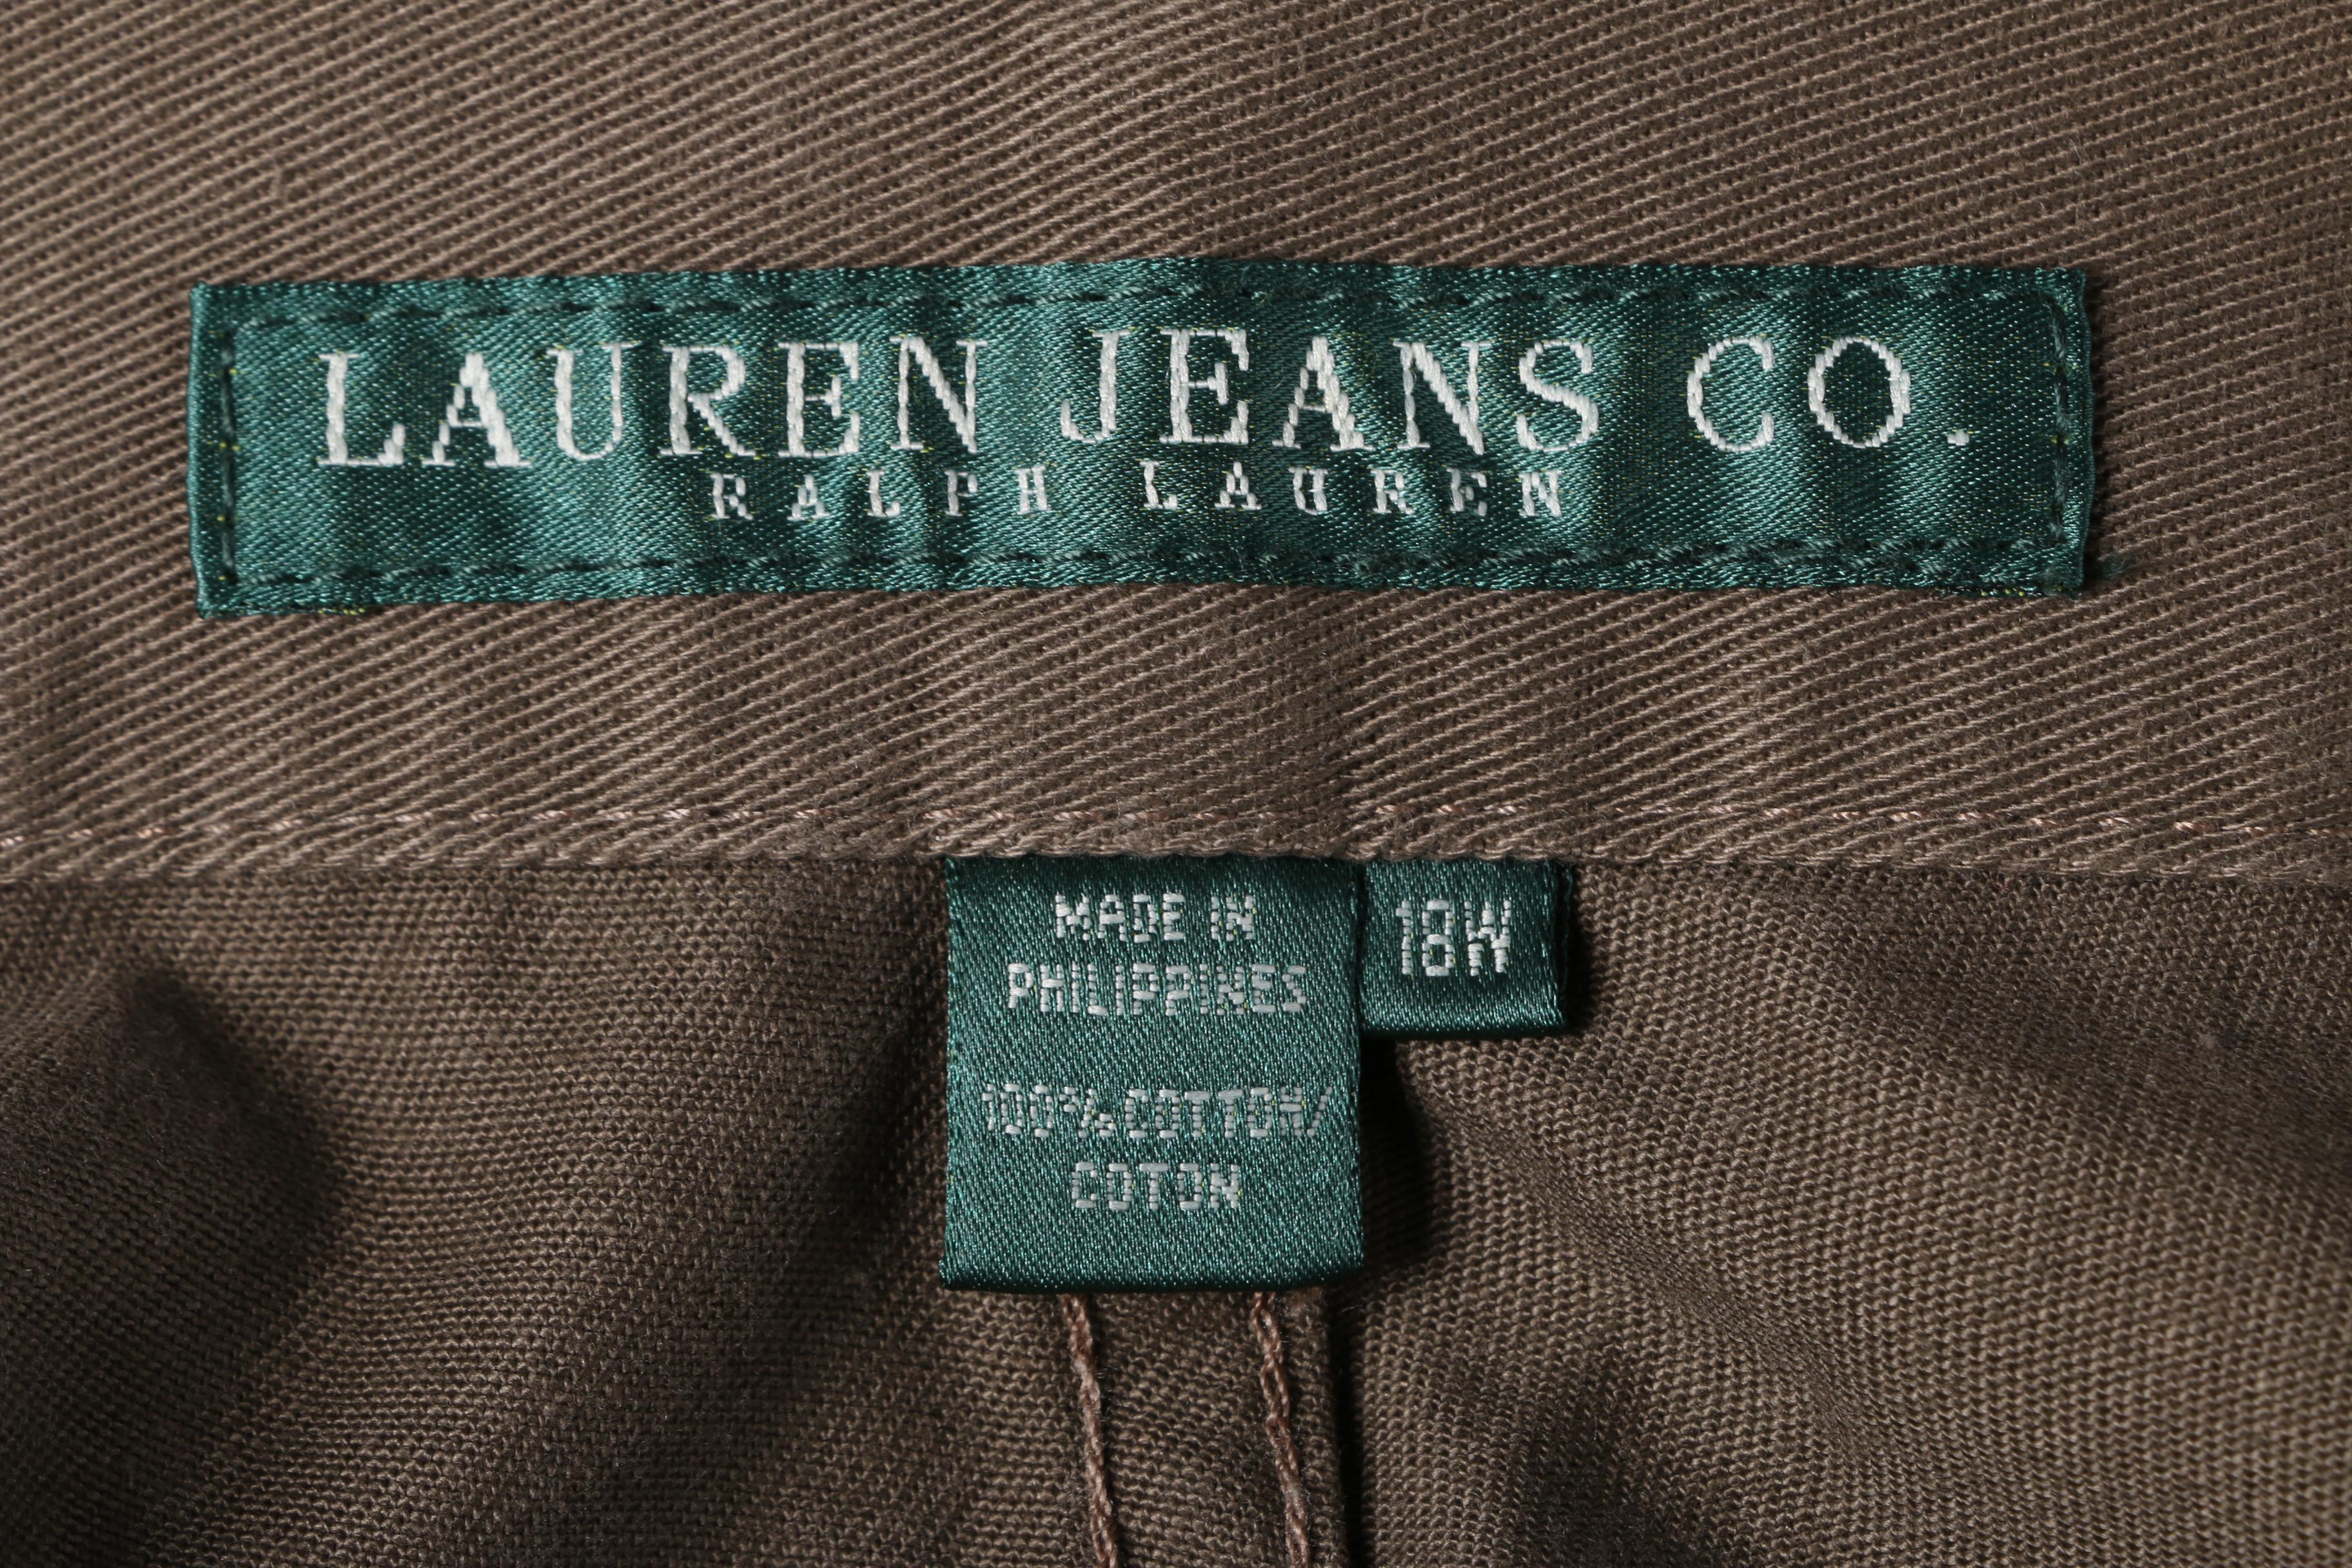 LAUREN JEANS CO.
RALPH LAUREN
MADE IN
PHILIPPINES
100% COTTON/
COTON
18W